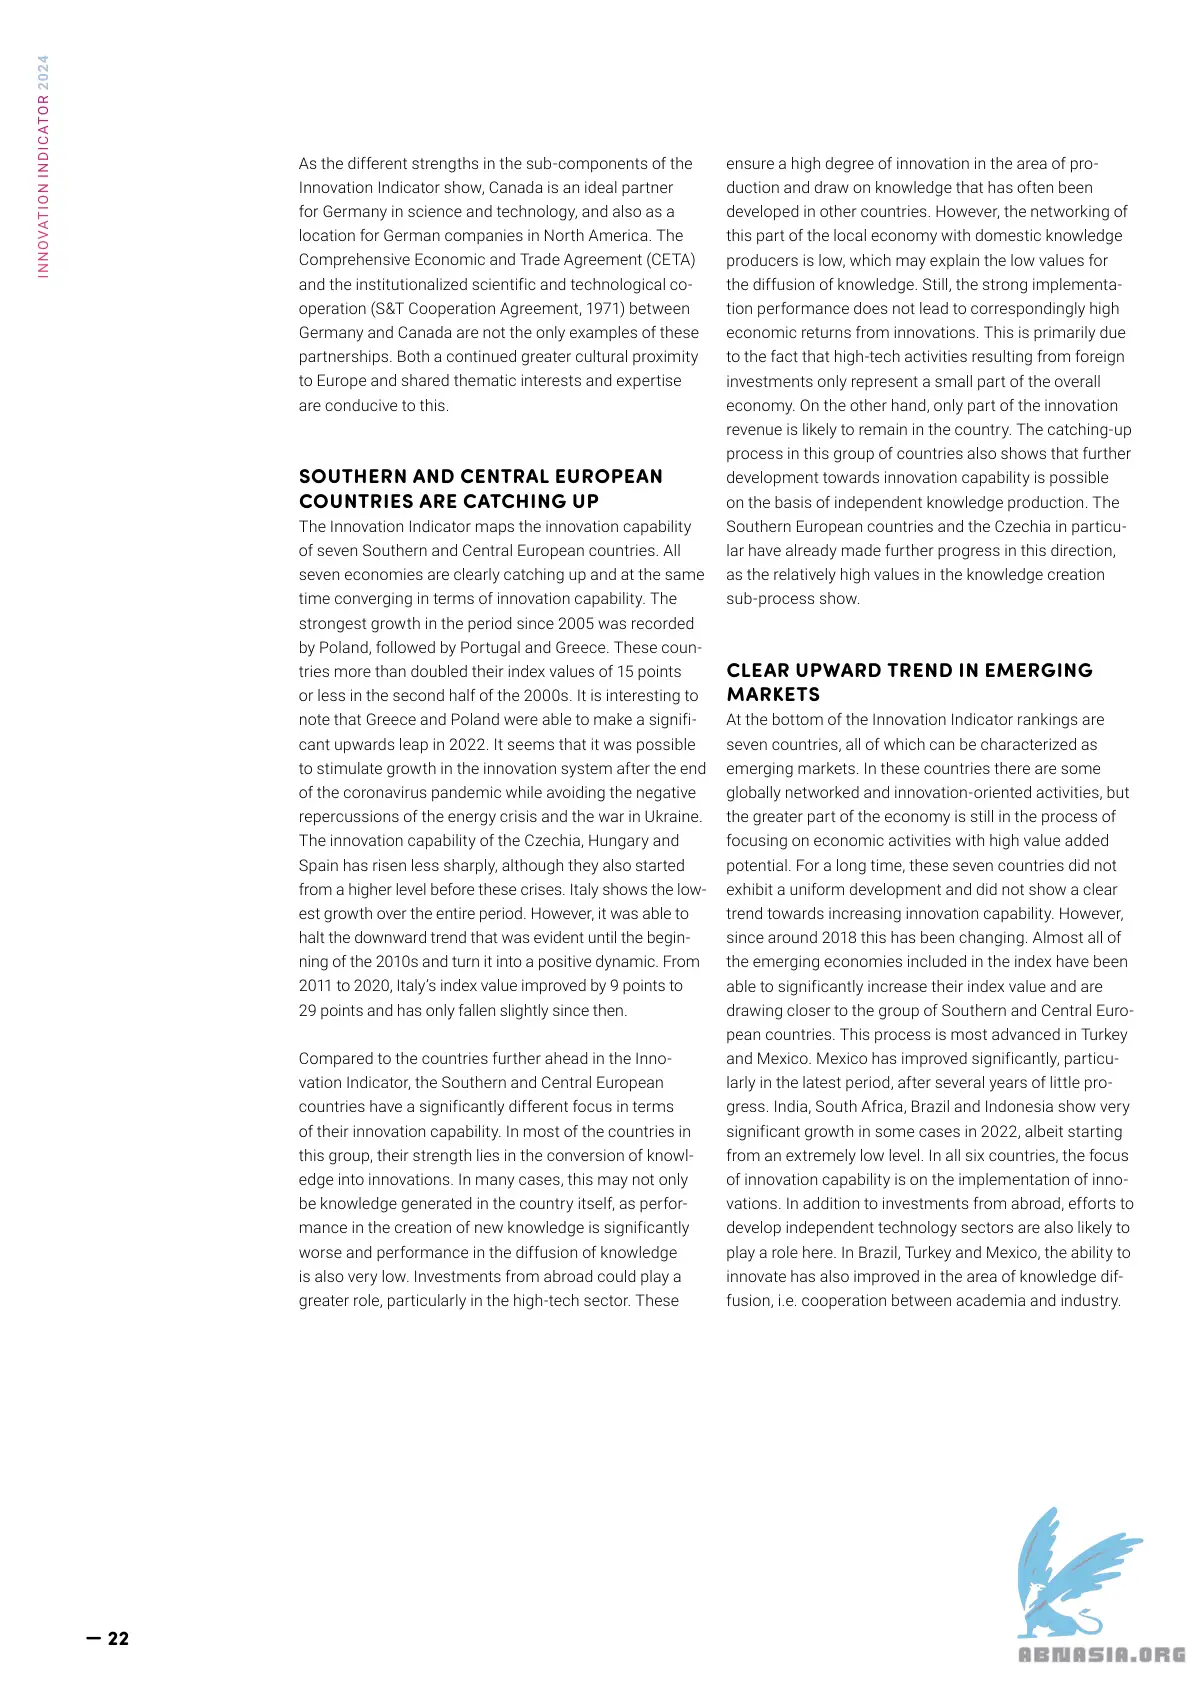 INNOVATION INDICATOR 2024
As the different strengths in the sub-components of the
Innovation Indicator show, Canada is an ideal partner
for Germany in science and technology, and also as a
location for German companies in North America. The
Comprehensive Economic and Trade Agreement (CETA)
and the institutionalized scientific and technological co-
operation (S&T Cooperation Agreement, 1971) between
Germany and Canada are not the only examples of these
partnerships. Both a continued greater cultural proximity
to Europe and shared thematic interests and expertise
are conducive to this.
SOUTHERN AND CENTRAL EUROPEAN
COUNTRIES ARE CATCHING UP
The Innovation Indicator maps the innovation capability
of seven Southern and Central European countries. All
seven economies are clearly catching up and at the same
time converging in terms of innovation capability. The
strongest growth in the period since 2005 was recorded
by Poland, followed by Portugal and Greece. These coun-
tries more than doubled their index values of 15 points
or less in the second half of the 2000s. It is interesting to
note that Greece and Poland were able to make a signifi-
cant upwards leap in 2022. It seems that it was possible
to stimulate growth in the innovation system after the end
of the coronavirus pandemic while avoiding the negative
repercussions of the energy crisis and the war in Ukraine.
The innovation capability of the Czechia, Hungary and
Spain has risen less sharply, although they also started
from a higher level before these crises. Italy shows the low-
est growth over the entire period. However, it was able to
halt the downward trend that was evident until the begin-
ning of the 2010s and turn it into a positive dynamic. From
2011 to 2020, Italy's index value improved by 9 points to
29 points and has only fallen slightly since then.
Compared to the countries further ahead in the Inno-
vation Indicator, the Southern and Central European
countries have a significantly different focus in terms
of their innovation capability. In most of the countries in
this group, their strength lies in the conversion of knowl-
edge into innovations. In many cases, this may not only
be knowledge generated in the country itself, as perfor-
mance in the creation of new knowledge is significantly
worse and performance in the diffusion of knowledge
is also very low. Investments from abroad could play a
greater role, particularly in the high-tech sector. These
ensure a high degree of innovation in the area of pro-
duction and draw on knowledge that has often been
developed in other countries. However, the networking of
this part of the local economy with domestic knowledge
producers is low, which may explain the low values for
the diffusion of knowledge. Still, the strong implementa-
tion performance does not lead to correspondingly high
economic returns from innovations. This is primarily due
to the fact that high-tech activities resulting from foreign
investments only represent a small part of the overall
economy. On the other hand, only part of the innovation
revenue is likely to remain in the country. The catching-up
process in this group of countries also shows that further
development towards innovation capability is possible
on the basis of independent knowledge production. The
Southern European countries and the Czechia in particu-
lar have already made further progress in this direction,
as the relatively high values in the knowledge creation
sub-process show.
CLEAR UPWARD TREND IN EMERGING
MARKETS
At the bottom of the Innovation Indicator rankings are
seven countries, all of which can be characterized as
emerging markets. In these countries there are some
globally networked and innovation-oriented activities, but
the greater part of the economy is still in the process of
focusing on economic activities with high value added
potential. For a long time, these seven countries did not
exhibit a uniform development and did not show a clear
trend towards increasing innovation capability. However,
since around 2018 this has been changing. Almost all of
the emerging economies included in the index have been
able to significantly increase their index value and are
drawing closer to the group of Southern and Central Euro-
pean countries. This process is most advanced in Turkey
and Mexico. Mexico has improved significantly, particu-
larly in the latest period, after several years of little pro-
gress. India, South Africa, Brazil and Indonesia show very
significant growth in some cases in 2022, albeit starting
from an extremely low level. In all six countries, the focus
of innovation capability is on the implementation of inno-
vations. In addition to investments from abroad, efforts to
develop independent technology sectors are also likely to
play a role here. In Brazil, Turkey and Mexico, the ability to
innovate has also improved in the area of knowledge dif-
fusion, i.e. cooperation between academia and industry.
— 22
ABNASIA.ORG